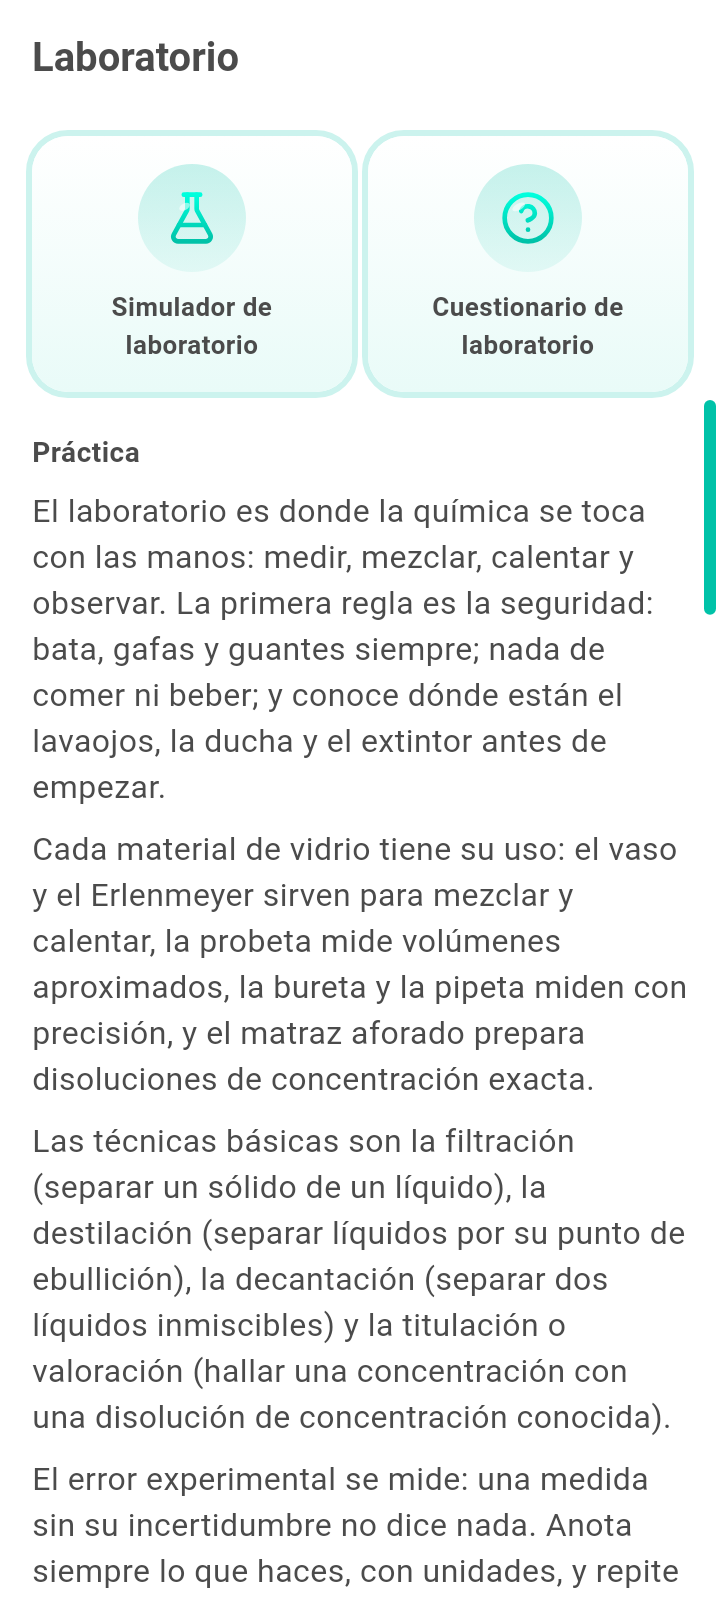 Laboratorio
Simulador de
laboratorio
Cuestionario de
laboratorio
Práctica
El laboratorio es donde la química se toca
con las manos: medir, mezclar, calentar y
observar. La primera regla es la seguridad:
bata, gafas y guantes siempre; nada de
comer ni beber; y conoce dónde están el
lavaojos, la ducha y el extintor antes de
empezar.
Cada material de vidrio tiene su uso: el vaso
y el Erlenmeyer sirven para mezclar y
calentar, la probeta mide volúmenes
aproximados, la bureta y la pipeta miden con
precisión, y el matraz aforado prepara
disoluciones de concentración exacta.
Las técnicas básicas son la filtración
(separar un sólido de un líquido), la
destilación (separar líquidos por su punto de
ebullición), la decantación (separar dos
líquidos inmiscibles) y la titulación o
valoración (hallar una concentración con
una disolución de concentración conocida).
El error experimental se mide: una medida
sin su incertidumbre no dice nada. Anota
siempre lo que haces, con unidades, y repite